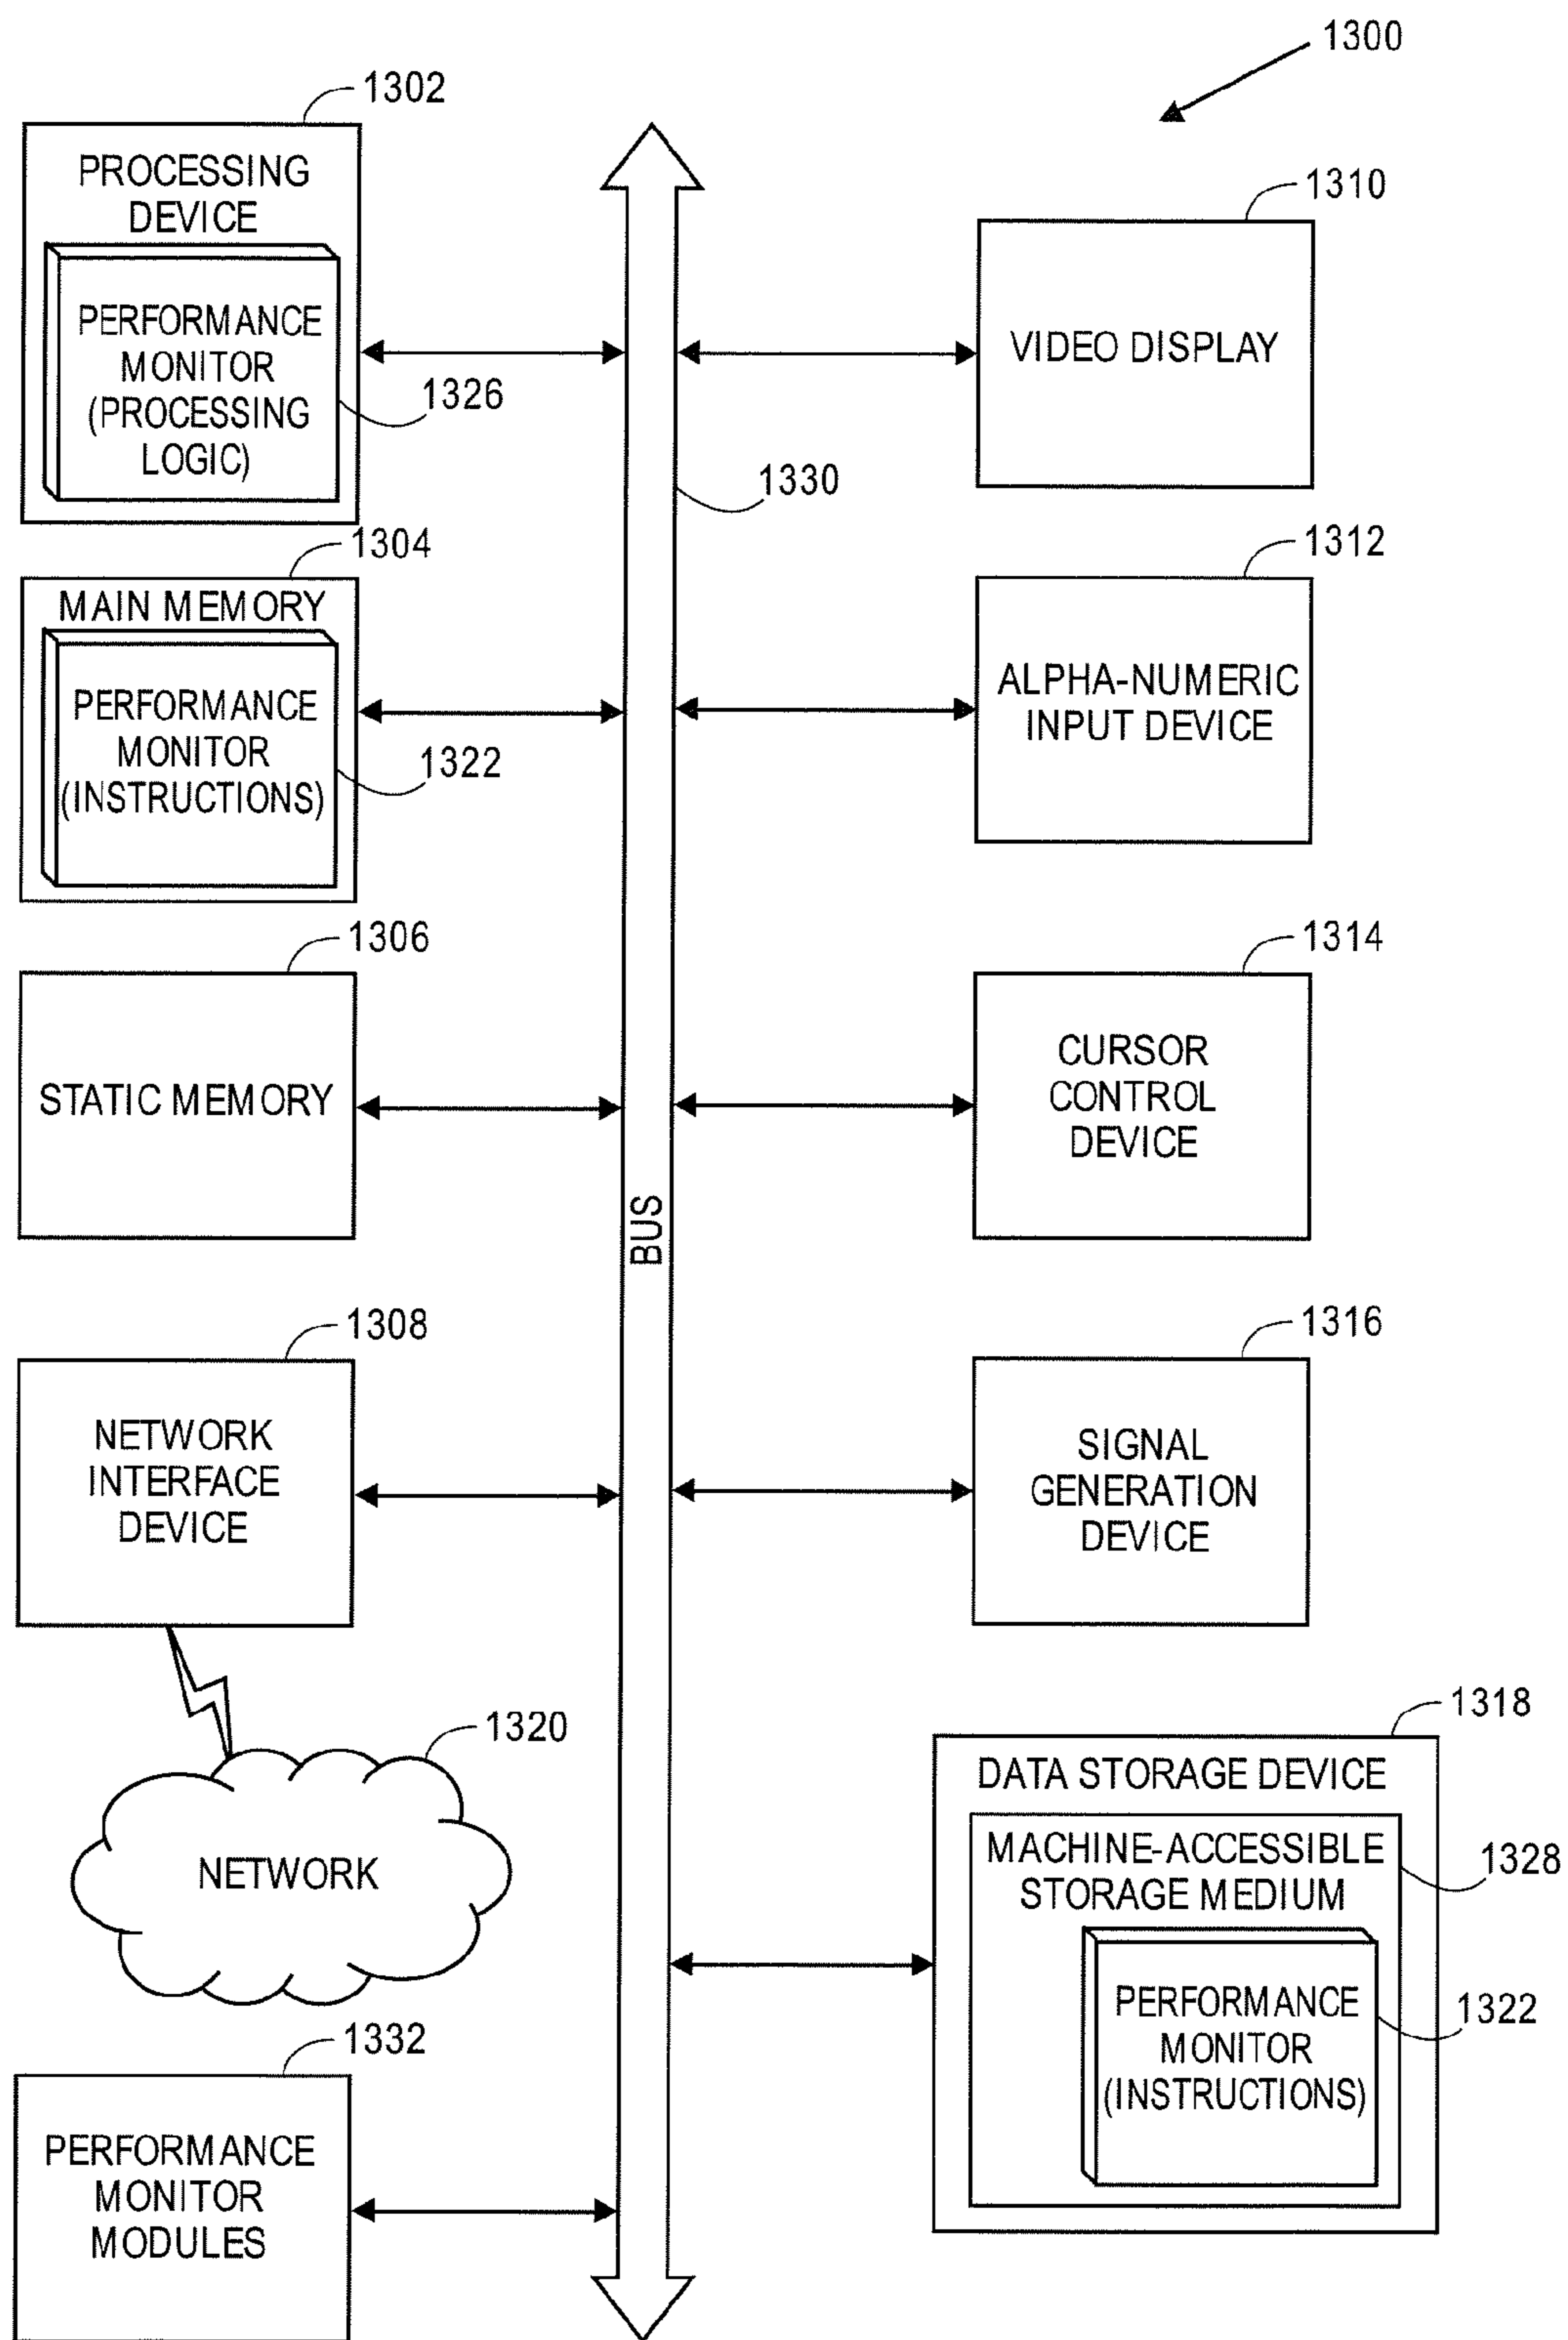 1300
1302
PROCESSING
DEVICE
PERFORMANCE
MONITOR
(PROCESSING
LOGIC)
1326
1310
VIDEO DISPLAY
1330
1304
MAIN MEMORY
PERFORMANCE
MONITOR
(INSTRUCTIONS)
1322
1312
ALPHA-NUMERIC
INPUT DEVICE
1306
STATIC MEMORY
1314
CURSOR
CONTROL
DEVICE
BUS
1308
NETWORK
INTERFACE
DEVICE
1316
SIGNAL
GENERATION
DEVICE
1320
NETWORK
1318
DATA STORAGE DEVICE
MACHINE-ACCESSIBLE
STORAGE MEDIUM
1328
PERFORMANCE
MONITOR
(INSTRUCTIONS)
1322
1332
PERFORMANCE
MONITOR
MODULES